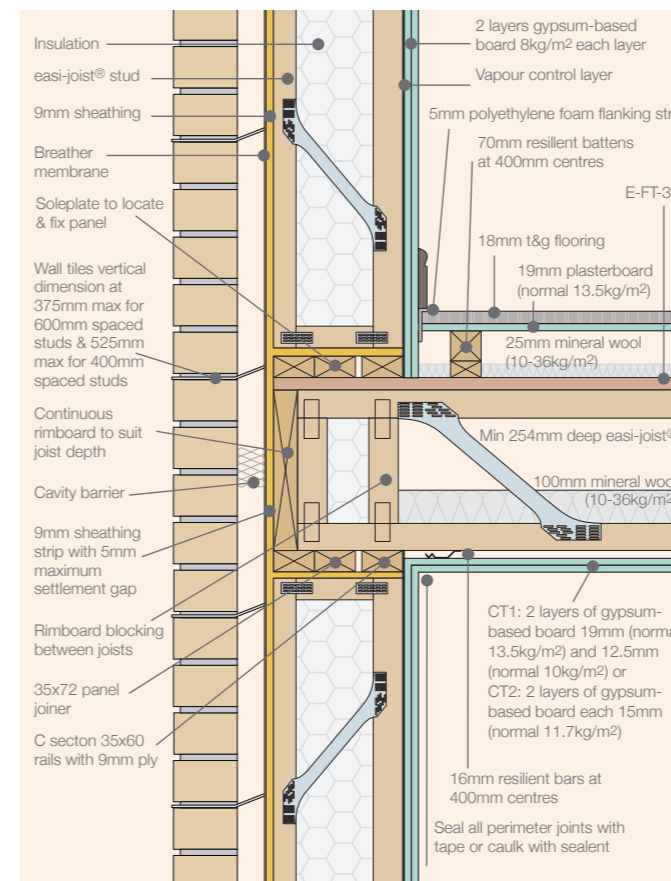 Insulation
easi-joist® stud
9mm sheathing
Breather
membrane
Soleplate to locate
& fix panel
Wall tiles vertical
dimension at
375mm max for
600mm spaced
studs & 525mm
max for 400mm
spaced studs
Continuous
rimboard to suit
joist depth
Cavity barrier
9mm sheathing
strip with 5mm
maximum
settlement gap
Rimboard blocking
between joists
35x72 panel
joiner
C secton 35x60
rails with 9mm ply
2 layers gypsum-based
board 8kg/m2 each layer
Vapour control layer
5mm polyethylene foam flanking str
70mm resillent battens
at 400mm centres
E-FT-3
18mm t&g flooring
19mm plasterboard
(normal 13.5kg/m²)
25mm mineral wool
(10-36kg/m²)
Min 254mm deep easi-joist®
100mm mineral woo
(10-36kg/m²
CT1: 2 layers of gypsum-
based board 19mm (norma
13.5kg/m²) and 12.5mm
(normal 10kg/m²) or
CT2: 2 layers of gypsum-
based board each 15mm
(normal 11.7kg/m²)
16mm resilient bars at
400mm centres
Seal all perimeter joints with
tape or caulk with sealent